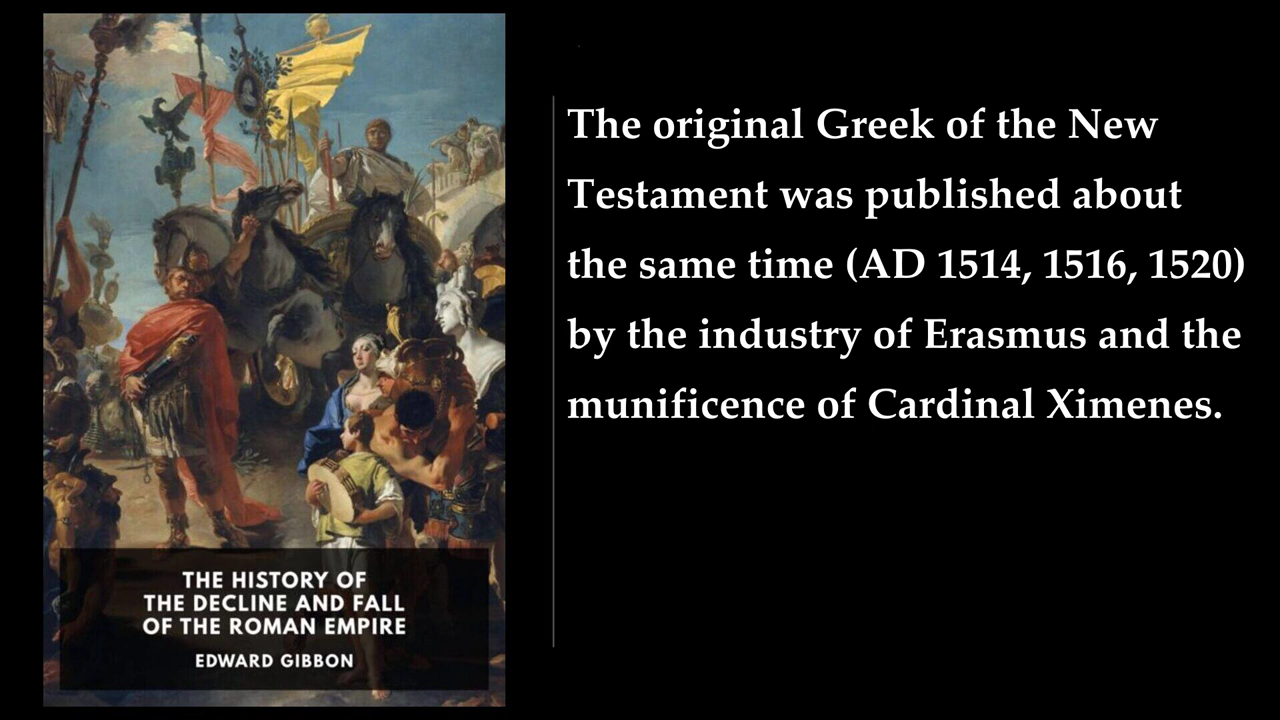 THE HISTORY OF
THE DECLINE AND FALL
OF THE ROMAN EMPIRE
EDWARD GIBBON
The original Greek of the New
Testament was published about
the same time (AD 1514, 1516, 1520)
by the industry of Erasmus and the
munificence of Cardinal Ximenes.